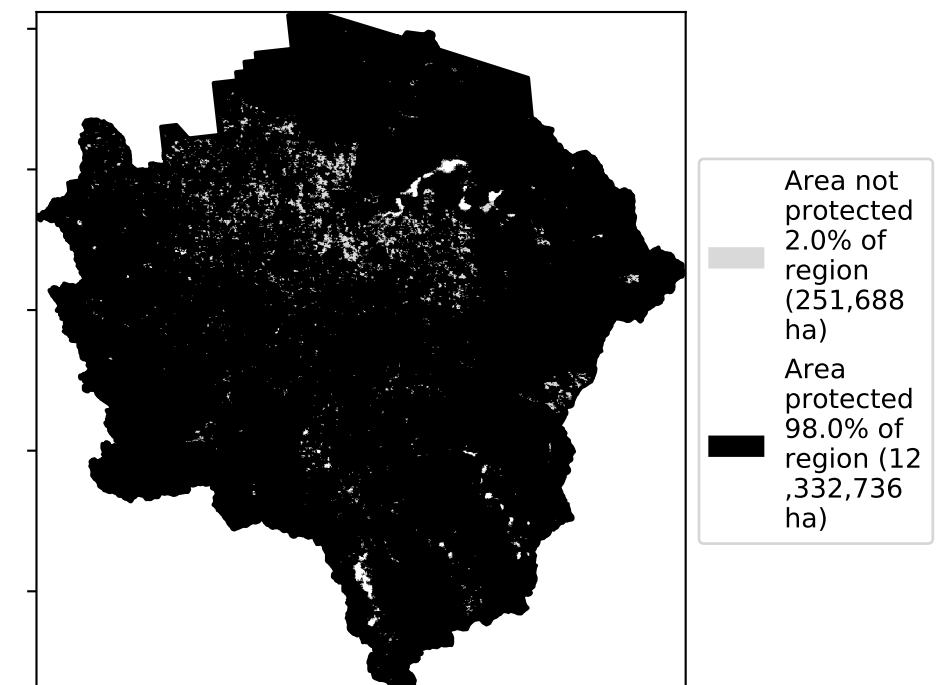 Area not
protected
2.0% of
region
(251,688
ha)
Area
protected
98.0% of
region (12
,332,736
ha)